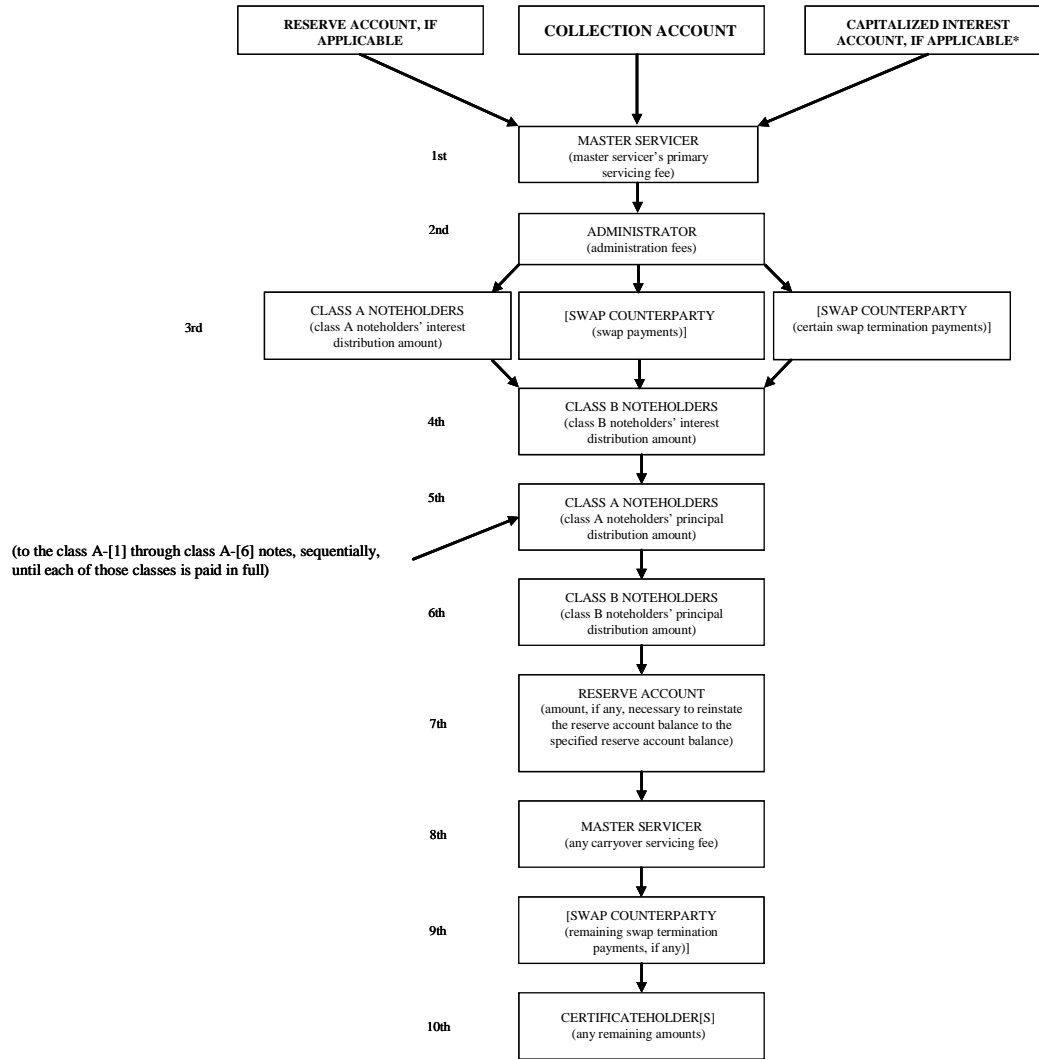 RESERVE ACCOUNT, IF
APPLICABLE
COLLECTION ACCOUNT
CAPITALIZED INTEREST
ACCOUNT, IF APPLICABLE*
1st
MASTER SERVICER
(master servicer's primary
servicing fee)
2nd
ADMINISTRATOR
(administration fees)
3rd
CLASS A NOTEHOLDERS
(class A noteholders' interest
distribution amount)
[SWAP COUNTERPARTY
(swap payments)]
[SWAP COUNTERPARTY
(certain swap termination payments)]
4th
CLASS B NOTEHOLDERS
(class B noteholders' interest
distribution amount)
5th
CLASS A NOTEHOLDERS
(class A noteholders' principal
distribution amount)
(to the class A-[1] through class A-[6] notes, sequentially,
until each of those classes is paid in full)
6th
CLASS B NOTEHOLDERS
(class B noteholders' principal
distribution amount)
7th
RESERVE ACCOUNT
(amount, if any, necessary to reinstate
the reserve account balance to the
specified reserve account balance)
8th
MASTER SERVICER
(any carryover servicing fee)
9th
[SWAP COUNTERPARTY
(remaining swap termination
payments, if any)]
10th
CERTIFICATEHOLDER[S]
(any remaining amounts)